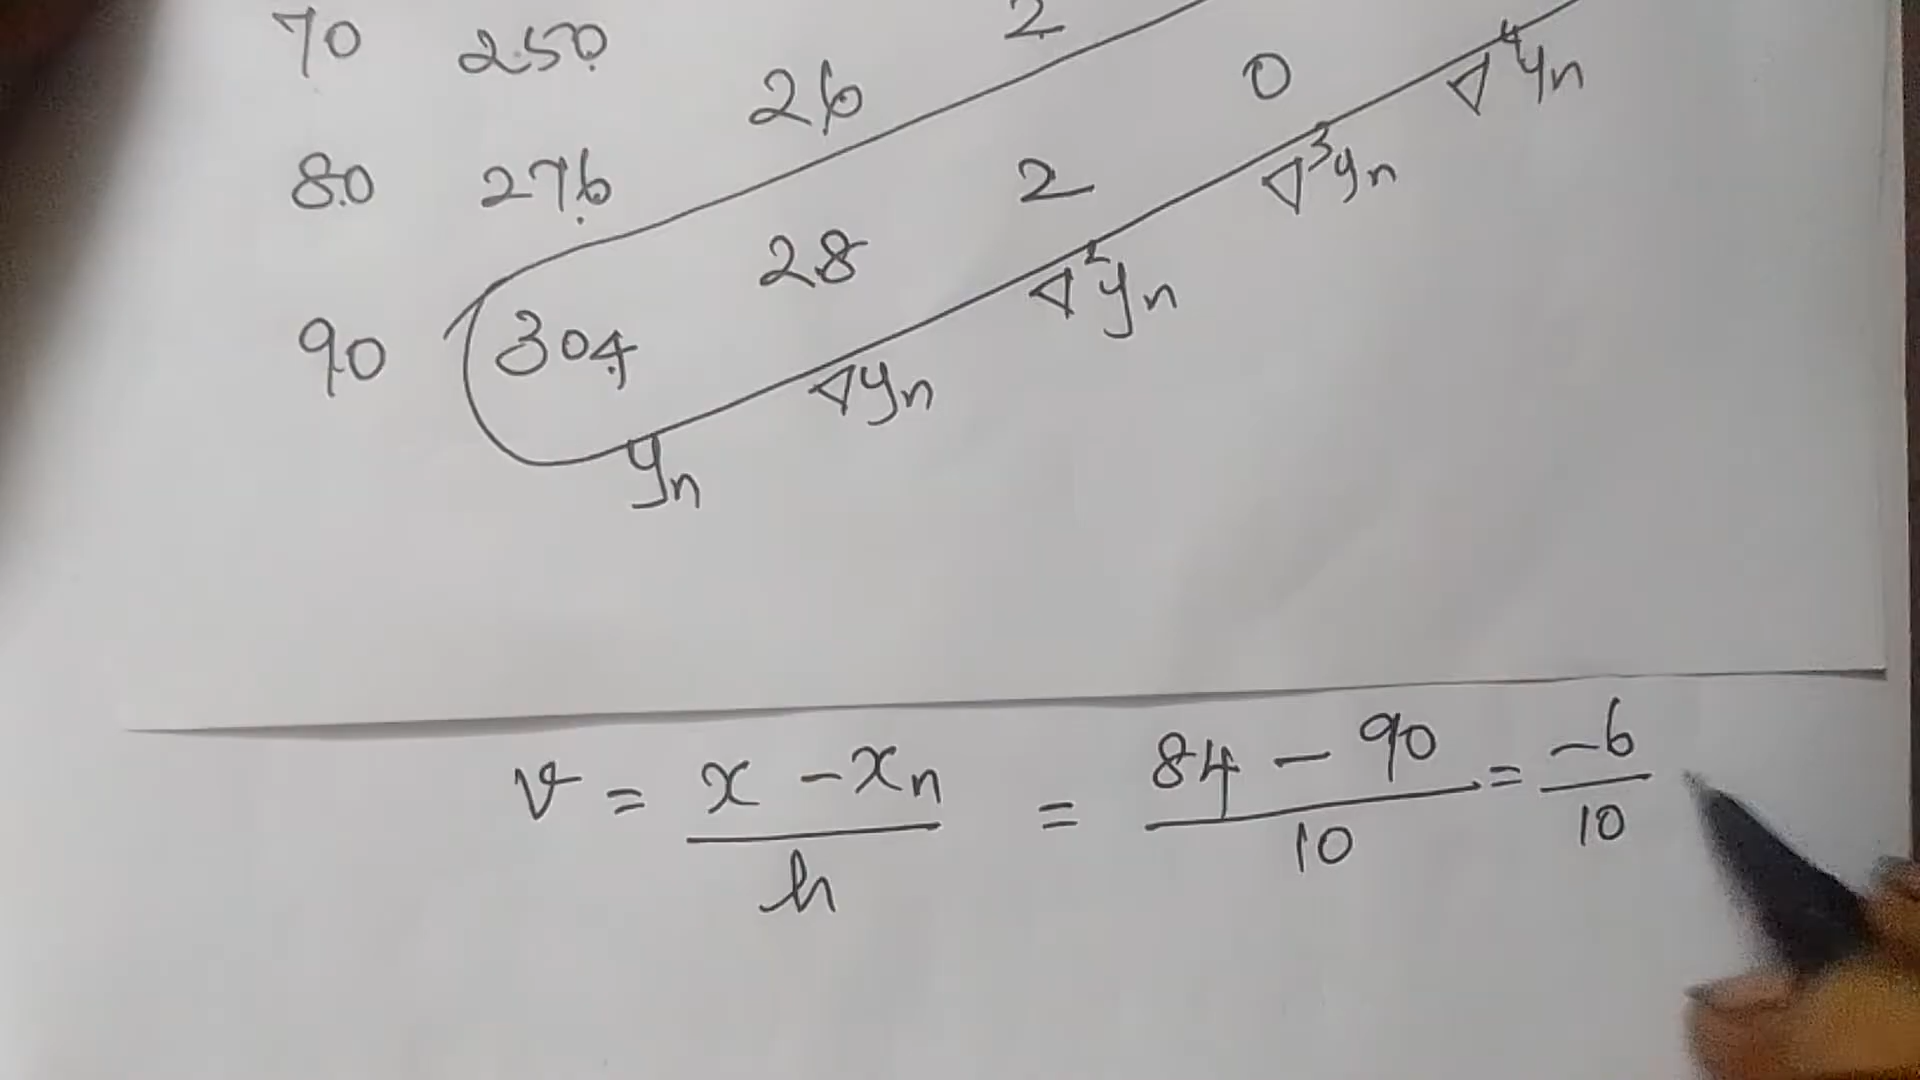 70 250 2
26 0 ∇⁴yn
80 276 2 ∇³yn
28 ∇²yn
90 304 ∇yn
yn
v = x - xn / h = 84 - 90 / 10 = -6 / 10